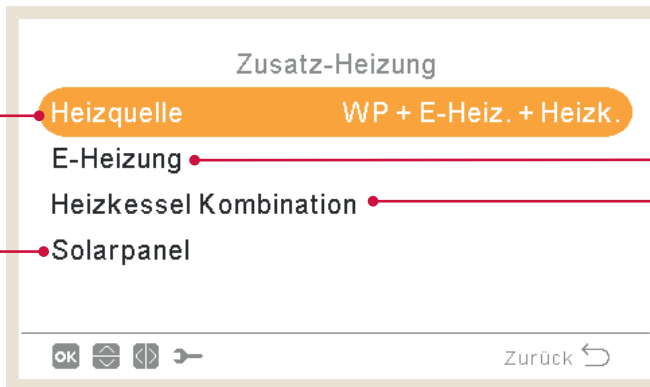 Zusatz-Heizung
Heizquelle WP + E-Heiz. + Heizk.
E-Heizung
Heizkessel Kombination
Solarpanel
OK Zurück